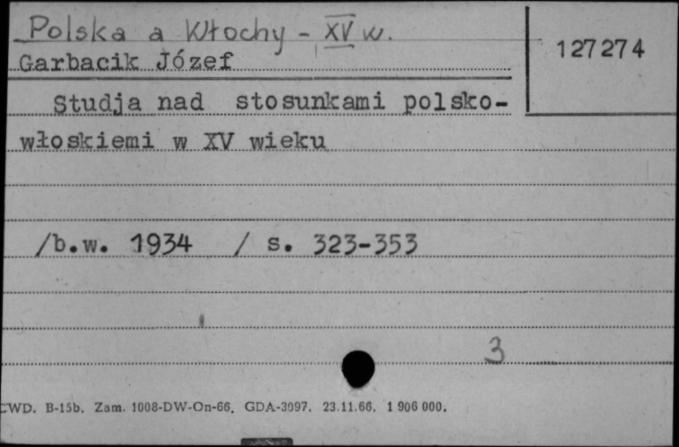 Polska a Włochy - XV w.
127274
Garbacik Józef
Studja nad stosunkami polsko-
włoskiemi w XV wieku
/b.w. 1934 / s. 323-353
3
CWD. B-15b. Zam. 1008-DW-On-66. GDA-3097. 23.11.66. 1 906 000.